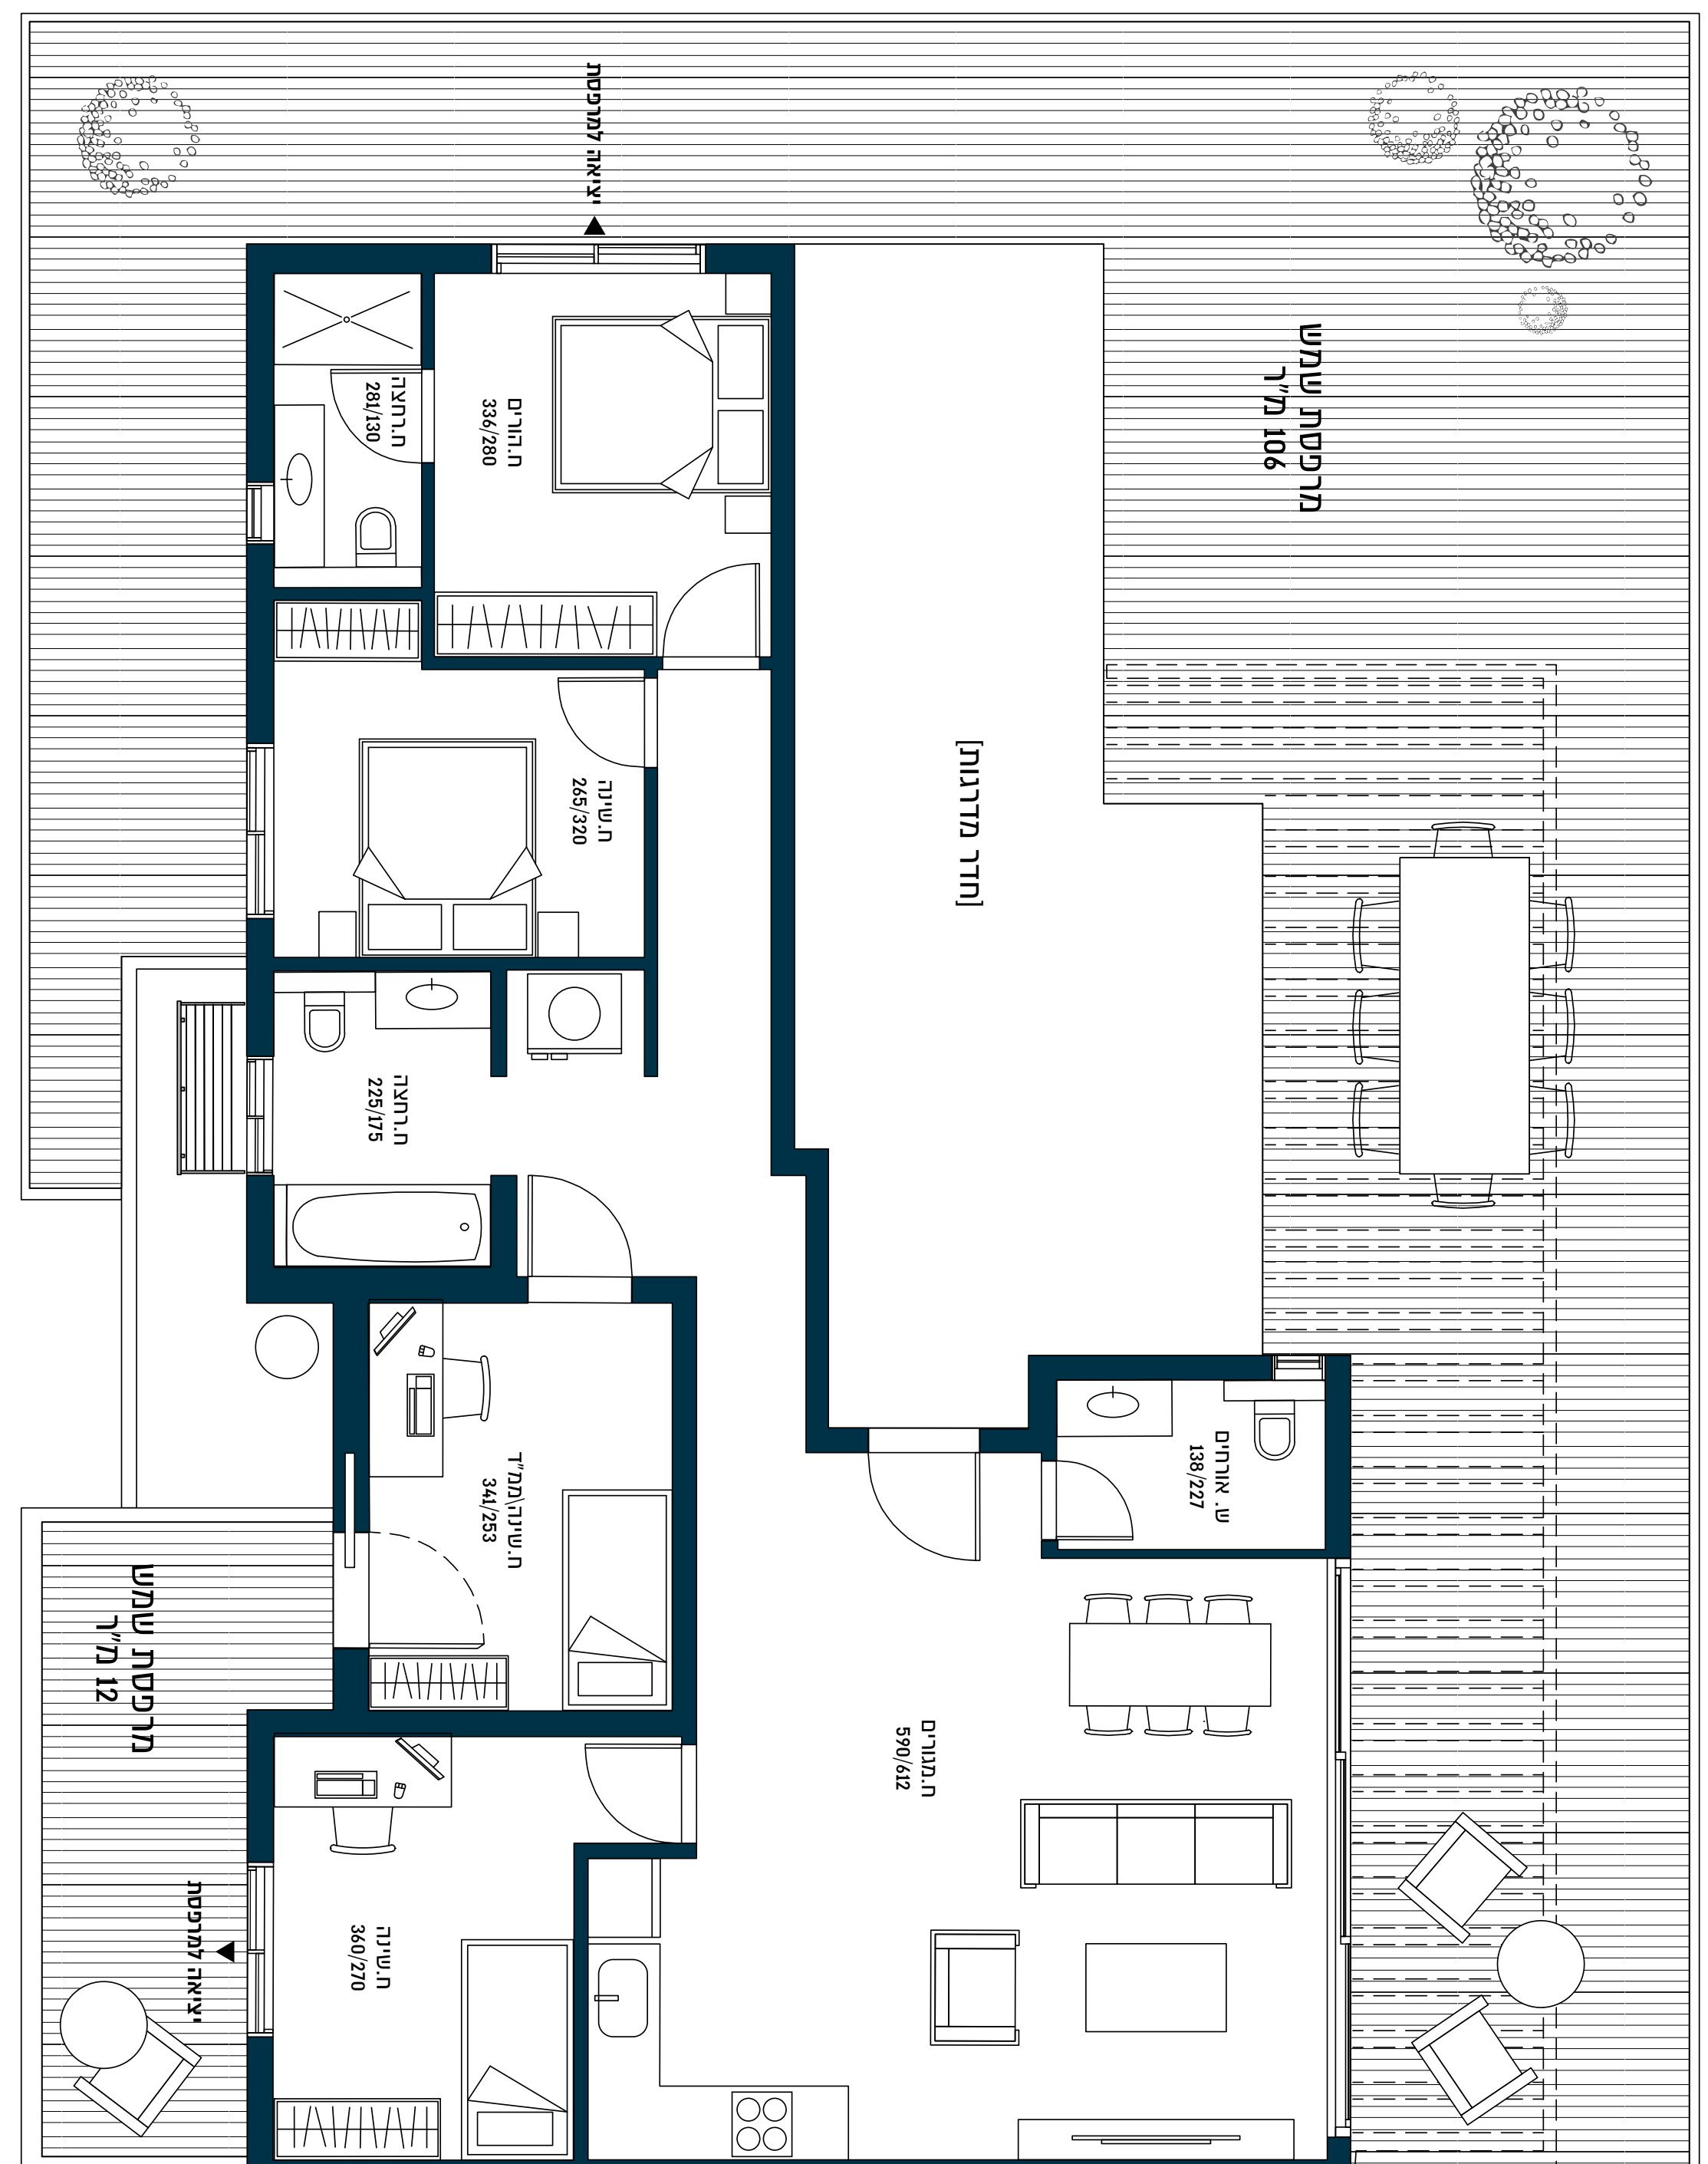 יציאה למרפסת
מרפסת שמש
106 מ"ר
ח.הורים
336/280
ח.רחצה
281/130
[חדר מדרגות]
ח.שינה
265/320
ח.רחצה
225/175
ש. אורחים
138/227
ח.שינה\ממ"ד
341/253
ח.מגורים
590/612
מרפסת שמש
12 מ"ר
ח.שינה
360/270
יציאה למרפסת